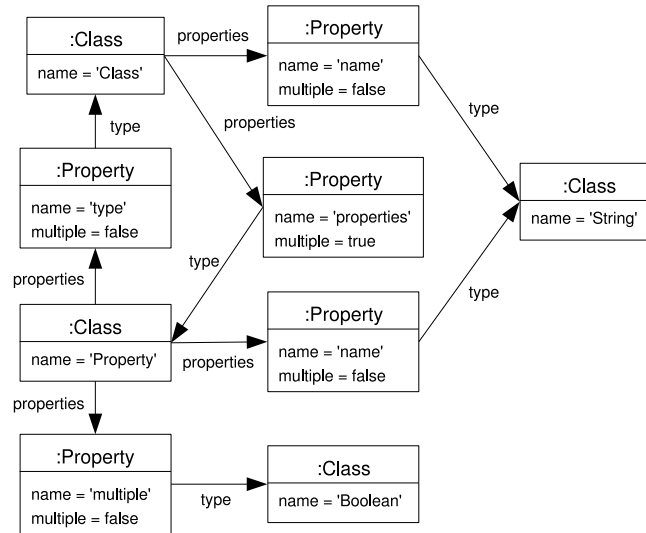 :Class
name = 'Class'
properties
:Property
name = 'name'
multiple = false
type
properties
type
:Property
name = 'type'
multiple = false
:Property
name = 'properties'
multiple = true
:Class
name = 'String'
type
properties
type
:Class
name = 'Property'
properties
:Property
name = 'name'
multiple = false
properties
:Property
name = 'multiple'
multiple = false
type
:Class
name = 'Boolean'